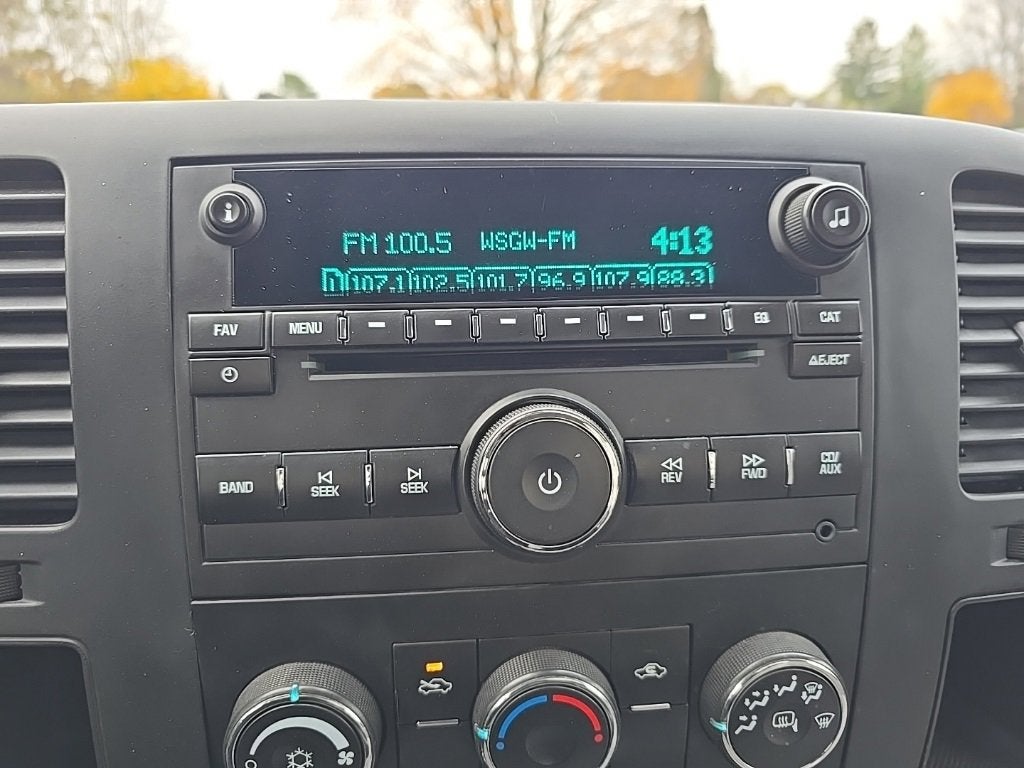 i
FM 100.5 WSGW-FM 4:13
1 107.1 102.5 101.7 96.9 107.9 88.3
FAV MENU EQ CAT
EJECT
BAND SEEK SEEK REV FWD CD/
AUX